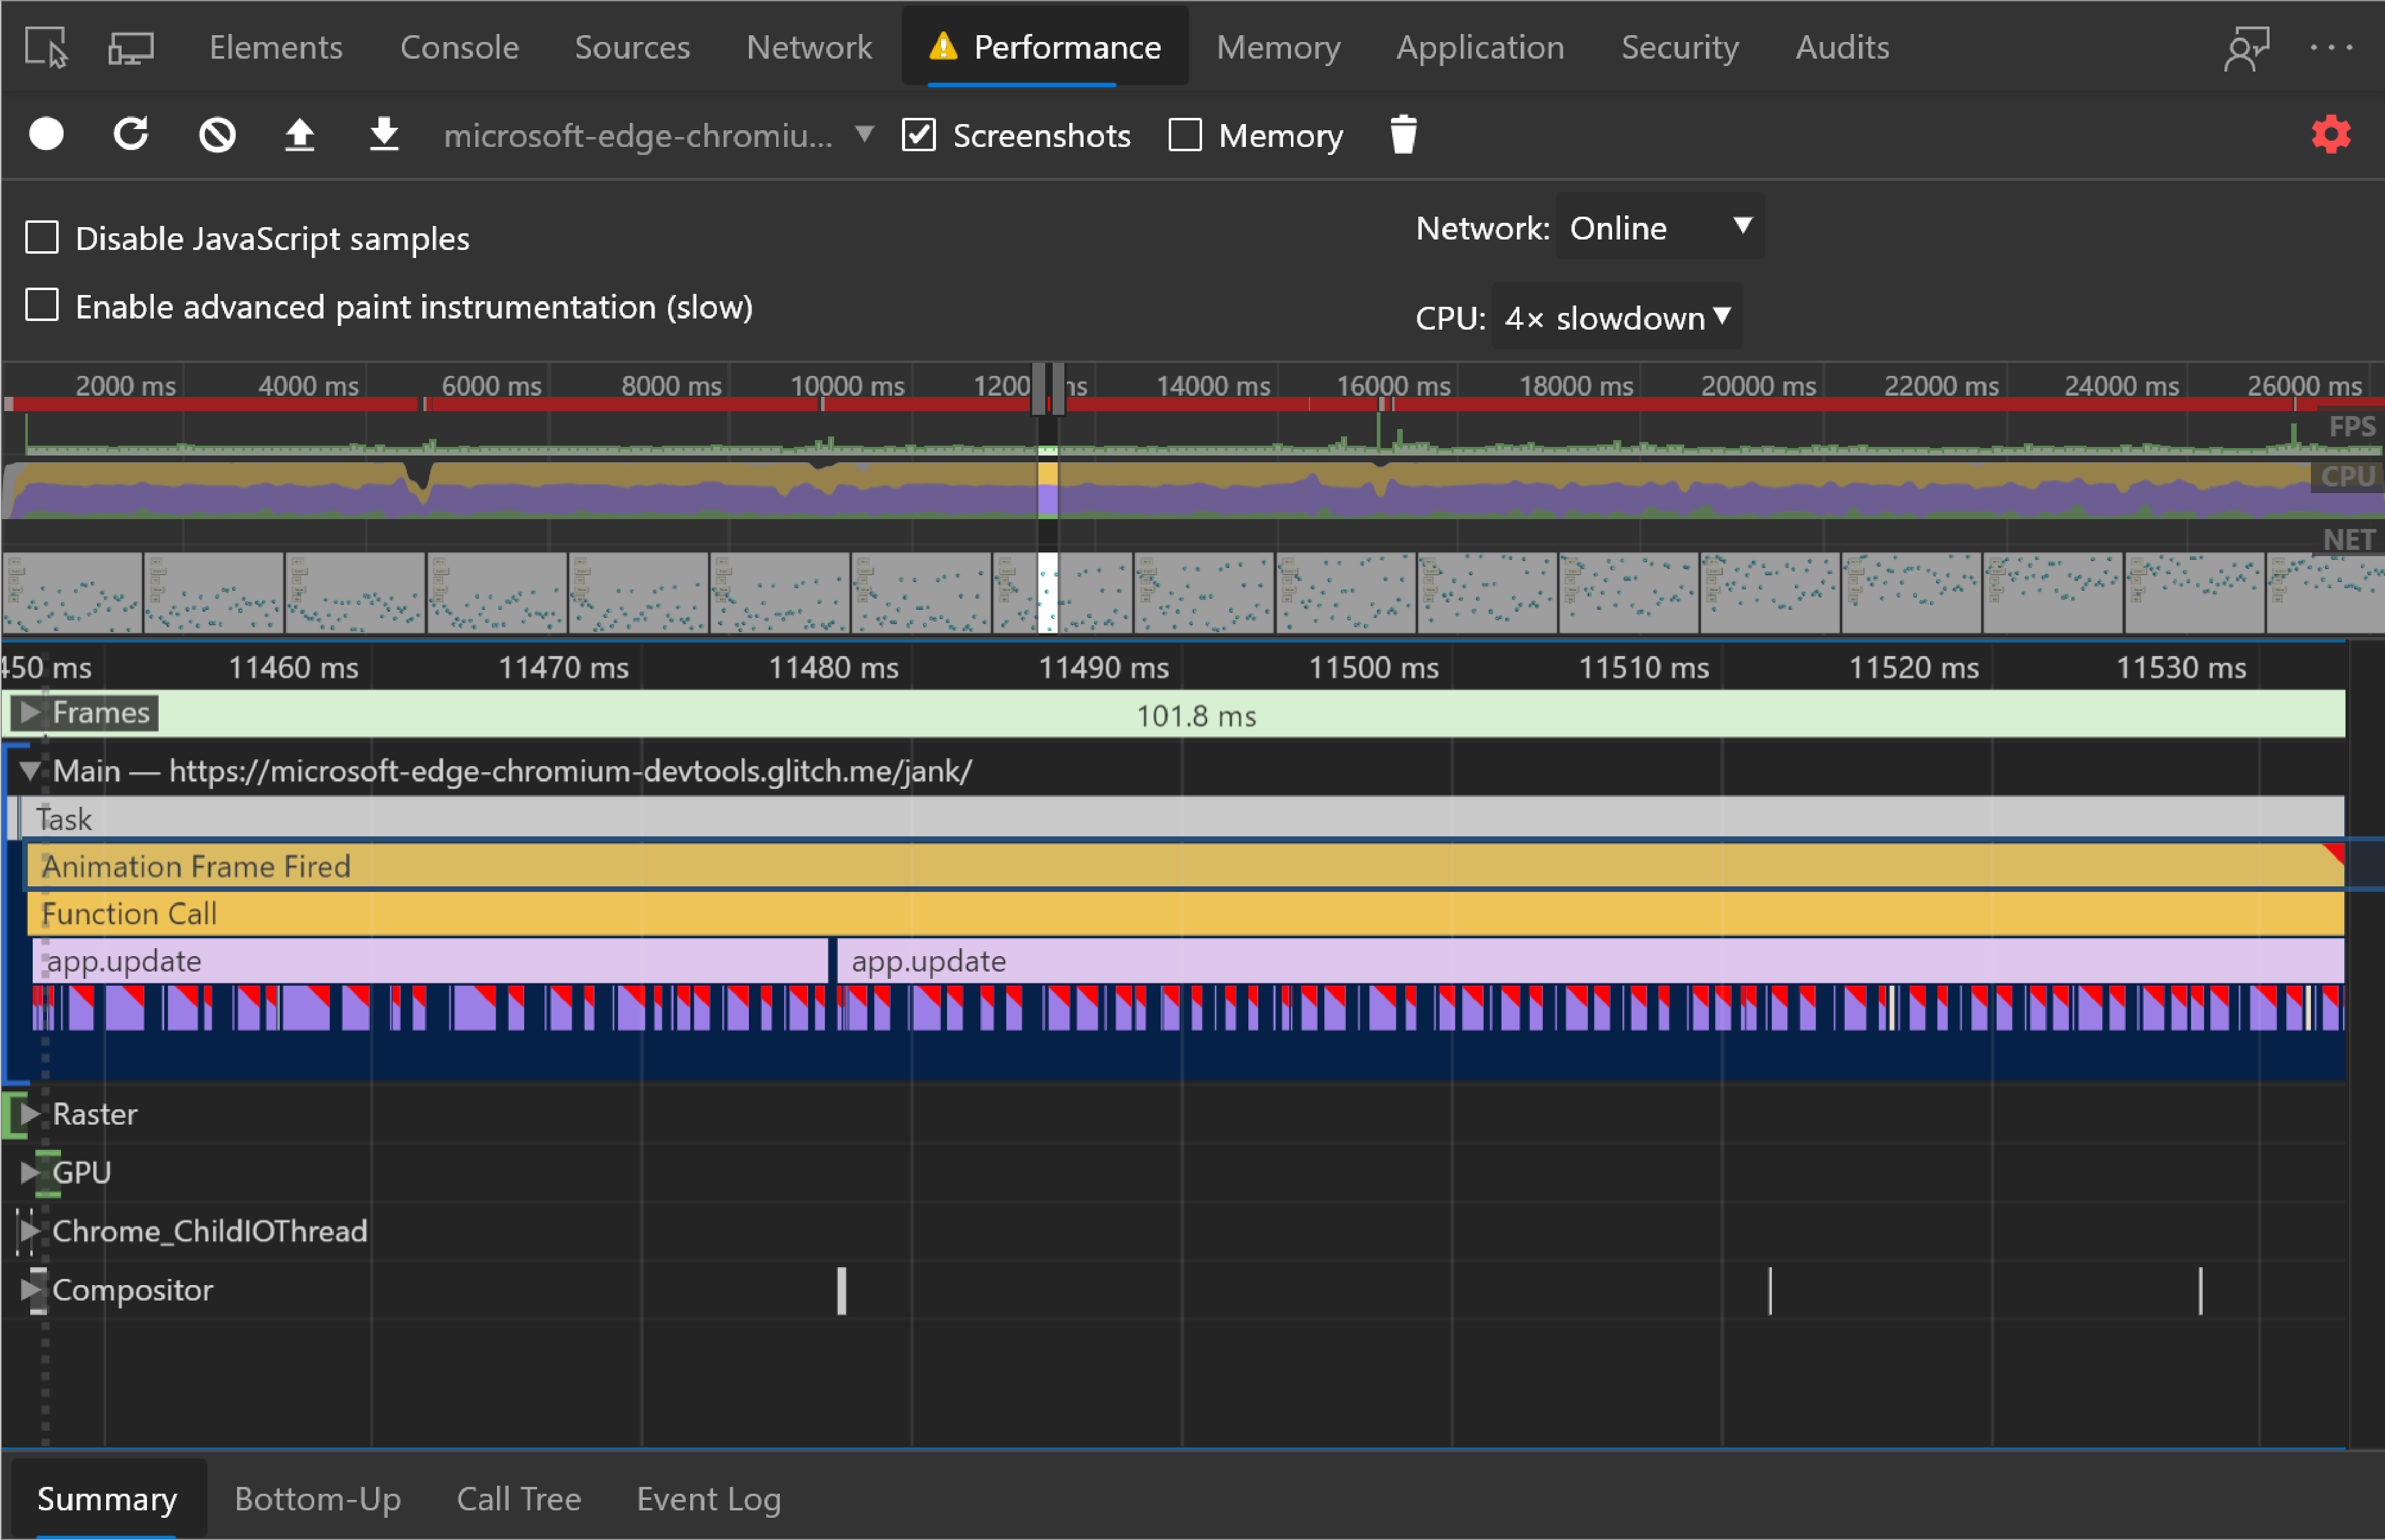 Elements Console Sources Network Performance Memory Application Security Audits
microsoft-edge-chromiu... Screenshots Memory
Disable JavaScript samples
Network: Online
Enable advanced paint instrumentation (slow)
CPU: 4× slowdown
2000 ms 4000 ms 6000 ms 8000 ms 10000 ms 1200 ms 14000 ms 16000 ms 18000 ms 20000 ms 22000 ms 24000 ms 26000 ms
FPS
CPU
NET
450 ms 11460 ms 11470 ms 11480 ms 11490 ms 11500 ms 11510 ms 11520 ms 11530 ms
Frames 101.8 ms
Main — https://microsoft-edge-chromium-devtools.glitch.me/jank/
Task
Animation Frame Fired
Function Call
app.update app.update
Raster
GPU
Chrome_ChildIOThread
Compositor
Summary Bottom-Up Call Tree Event Log